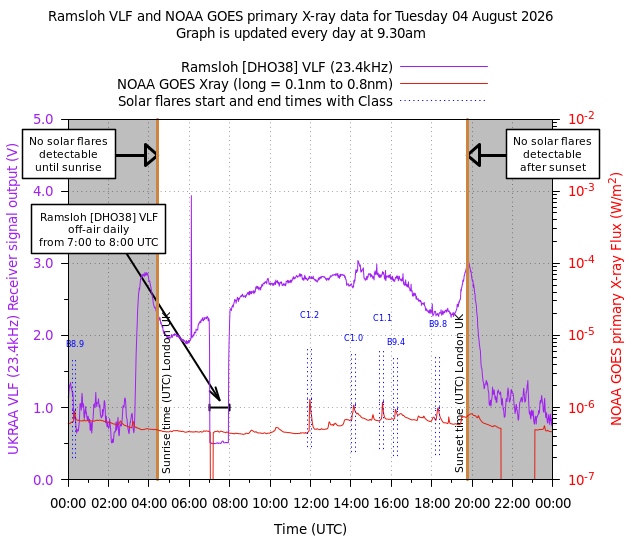 Ramsloh VLF and NOAA GOES primary X-ray data for Tuesday 04 August 2026
Graph is updated every day at 9.30am
Ramsloh [DHO38] VLF (23.4kHz)
NOAA GOES Xray (long = 0.1nm to 0.8nm)
Solar flares start and end times with Class
5.0
4.0
3.0
2.0
1.0
0.0
UKRAA VLF (23.4kHz) Receiver signal output (V)
No solar flares
detectable
until sunrise
Ramsloh [DHO38] VLF
off-air daily
from 7:00 to 8:00 UTC
No solar flares
detectable
after sunset
B8.9
C1.2
C1.0
C1.1
B9.4
B9.8
Sunrise time (UTC) London UK
Sunset time (UTC) London UK
10-2
10-3
10-4
10-5
10-6
10-7
NOAA GOES primary X-ray Flux (W/m2)
00:00 02:00 04:00 06:00 08:00 10:00 12:00 14:00 16:00 18:00 20:00 22:00 00:00
Time (UTC)